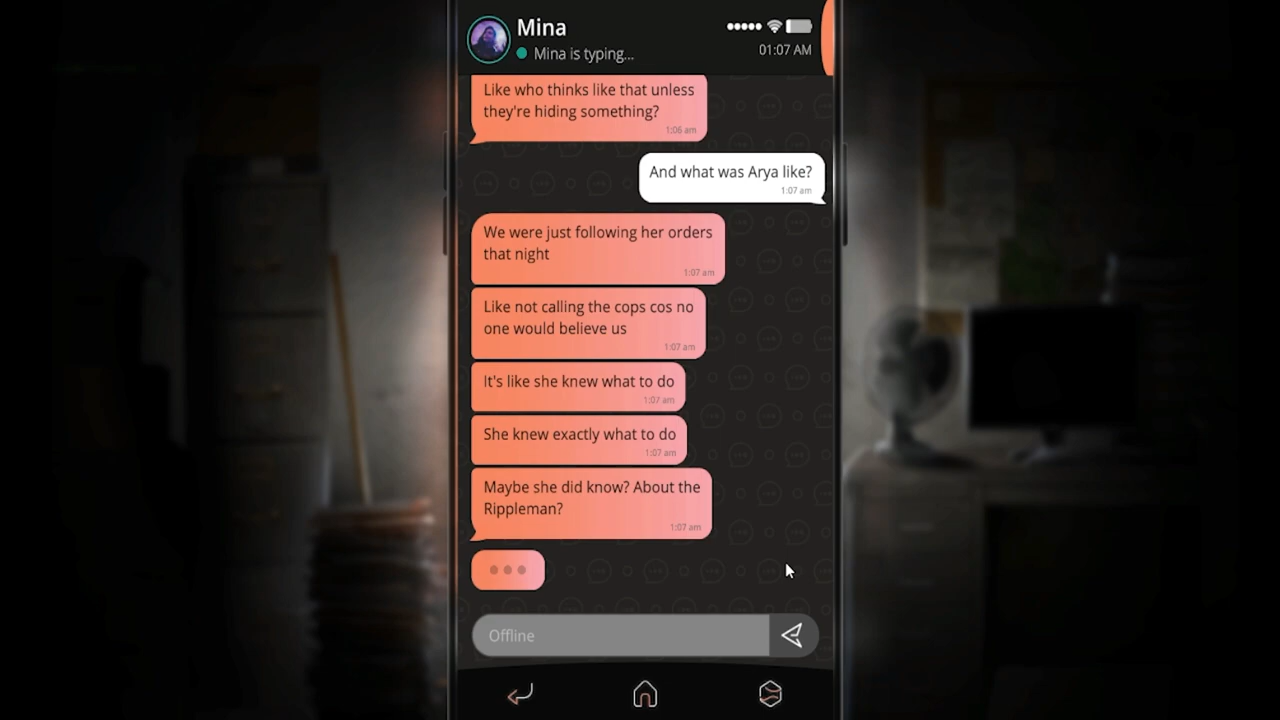 Mina
Mina is typing...
01:07 AM
Like who thinks like that unless
they're hiding something?
1:06 am
And what was Arya like?
1:07 am
We were just following her orders
that night
1:07 am
Like not calling the cops cos no
one would believe us
1:07 am
It's like she knew what to do
1:07 am
She knew exactly what to do
1:07 am
Maybe she did know? About the
Rippleman?
1:07 am
Offline